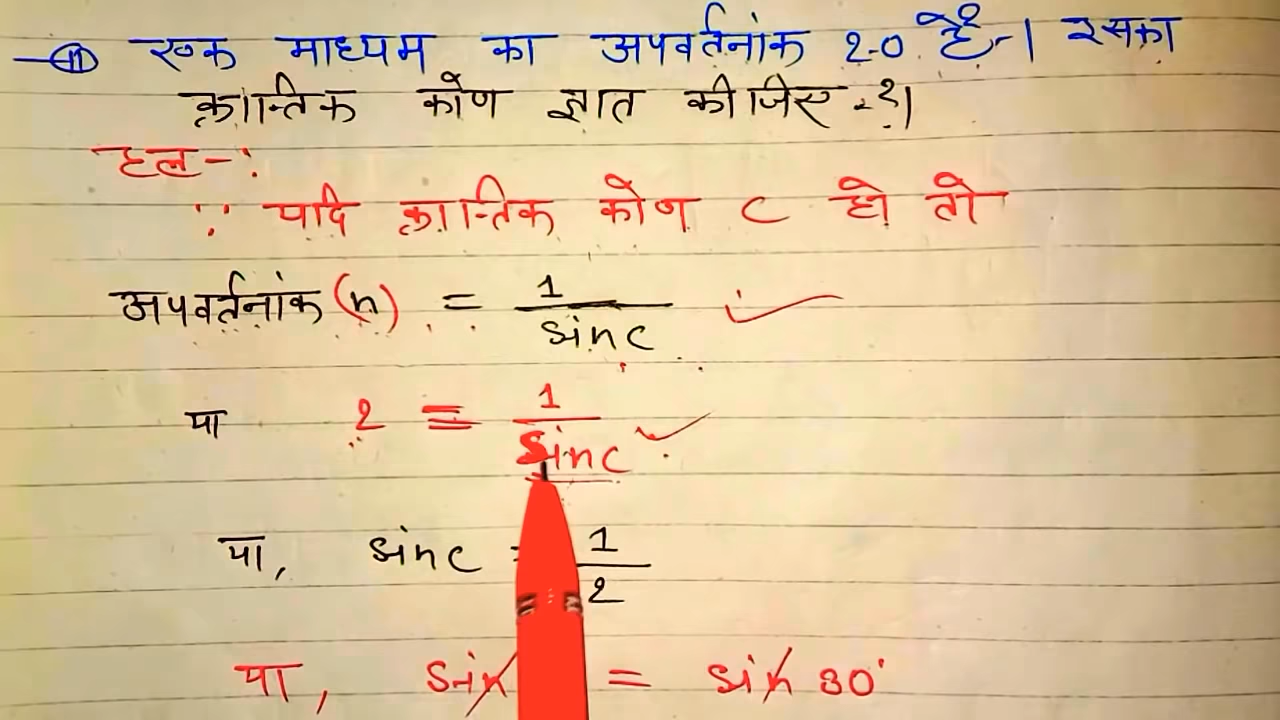 ⑪ एक माध्यम का अपवर्तनांक 2.0 है। इसका
क्रान्तिक कोण ज्ञात कीजिए -?।
हल-:
∵ यदि क्रान्तिक कोण C हो तो
अपवर्तनांक (n) = 1/sinc
या 2 = 1/sinc
या, sinc = 1/2
या, sin = sin 30°